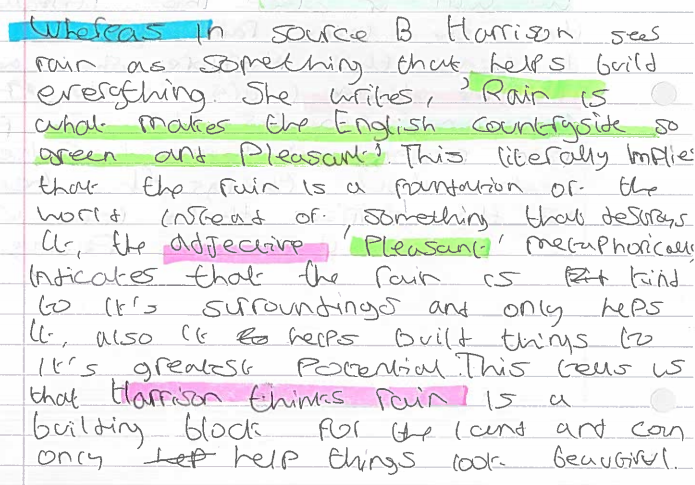 Whereas in source B Harrison sees
rain as something that helps build
everything. She writes, 'Rain is
what makes the English countryside so
green and Pleasant'. This literally implies
that the rain is a foundation of the
world instead of something that destroys
it, the adjective 'Pleasant' metaphorically
indicates that the rain is kind
to it's surroundings and only helps
it, also it helps build things to
it's greatest potential. This tells us
that Harrison thinks rain is a
building block for the land and can
only help things look beautiful.